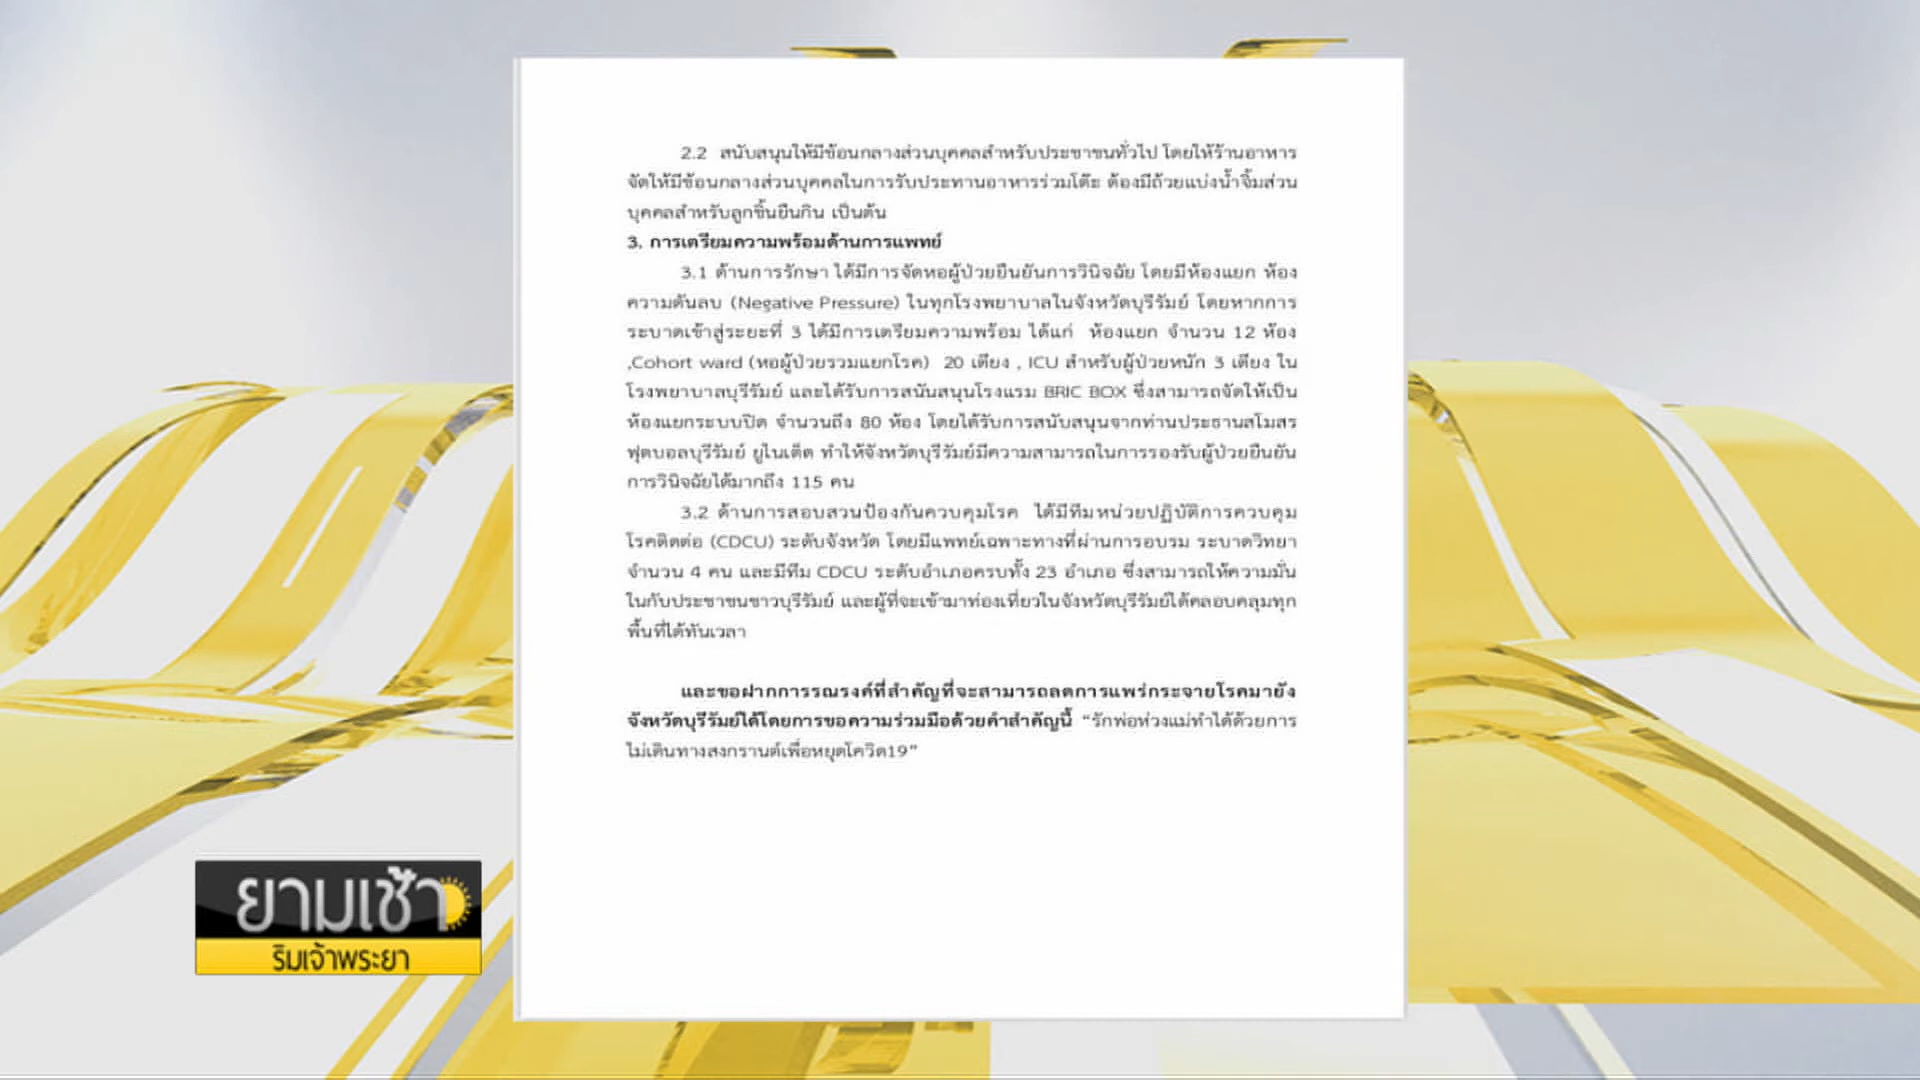 2.2 สนับสนุนให้มีช้อนกลางส่วนบุคคลสำหรับประชาชนทั่วไป โดยให้ร้านอาหาร
จัดให้มีช้อนกลางส่วนบุคคลในการรับประทานอาหารร่วมโต๊ะ ต้องมีถ้วยแบ่งน้ำจิ้มส่วน
บุคคลสำหรับลูกชิ้นยืนกิน เป็นต้น
3. การเตรียมความพร้อมด้านการแพทย์
3.1 ด้านการรักษา ได้มีการจัดหอผู้ป่วยยืนยันการวินิจฉัย โดยมีห้องแยก ห้อง
ความดันลบ (Negative Pressure) ในทุกโรงพยาบาลในจังหวัดบุรีรัมย์ โดยหากการ
ระบาดเข้าสู่ระยะที่ 3 ได้มีการเตรียมความพร้อม ได้แก่ ห้องแยก จำนวน 12 ห้อง
,Cohort ward (หอผู้ป่วยรวมแยกโรค) 20 เตียง , ICU สำหรับผู้ป่วยหนัก 3 เตียง ใน
โรงพยาบาลบุรีรัมย์ และได้รับการสนันสนุนโรงแรม BRIC BOX ซึ่งสามารถจัดให้เป็น
ห้องแยกระบบปิด จำนวนถึง 80 ห้อง โดยได้รับการสนับสนุนจากท่านประธานสโมสร
ฟุตบอลบุรีรัมย์ ยูไนเต็ด ทำให้จังหวัดบุรีรัมย์มีความสามารถในการรองรับผู้ป่วยยืนยัน
การวินิจฉัยได้มากถึง 115 คน
3.2 ด้านการสอบสวนป้องกันควบคุมโรค ได้มีทีมหน่วยปฏิบัติการควบคุม
โรคติดต่อ (CDCU) ระดับจังหวัด โดยมีแพทย์เฉพาะทางที่ผ่านการอบรม ระบาดวิทยา
จำนวน 4 คน และมีทีม CDCU ระดับอำเภอครบทั้ง 23 อำเภอ ซึ่งสามารถให้ความมั่น
ในกับประชาชนชาวบุรีรัมย์ และผู้ที่จะเข้ามาท่องเที่ยวในจังหวัดบุรีรัมย์ได้คลอบคลุมทุก
พื้นที่ได้ทันเวลา
และขอฝากการรณรงค์ที่สำคัญที่จะสามารถลดการแพร่กระจายโรคมายัง
จังหวัดบุรีรัมย์ได้โดยการขอความร่วมมือด้วยคำสำคัญนี้ “รักพ่อห่วงแม่ทำได้ด้วยการ
ไม่เดินทางสงกรานต์เพื่อหยุดโควิด19”
ยามเช้า
ริมเจ้าพระยา